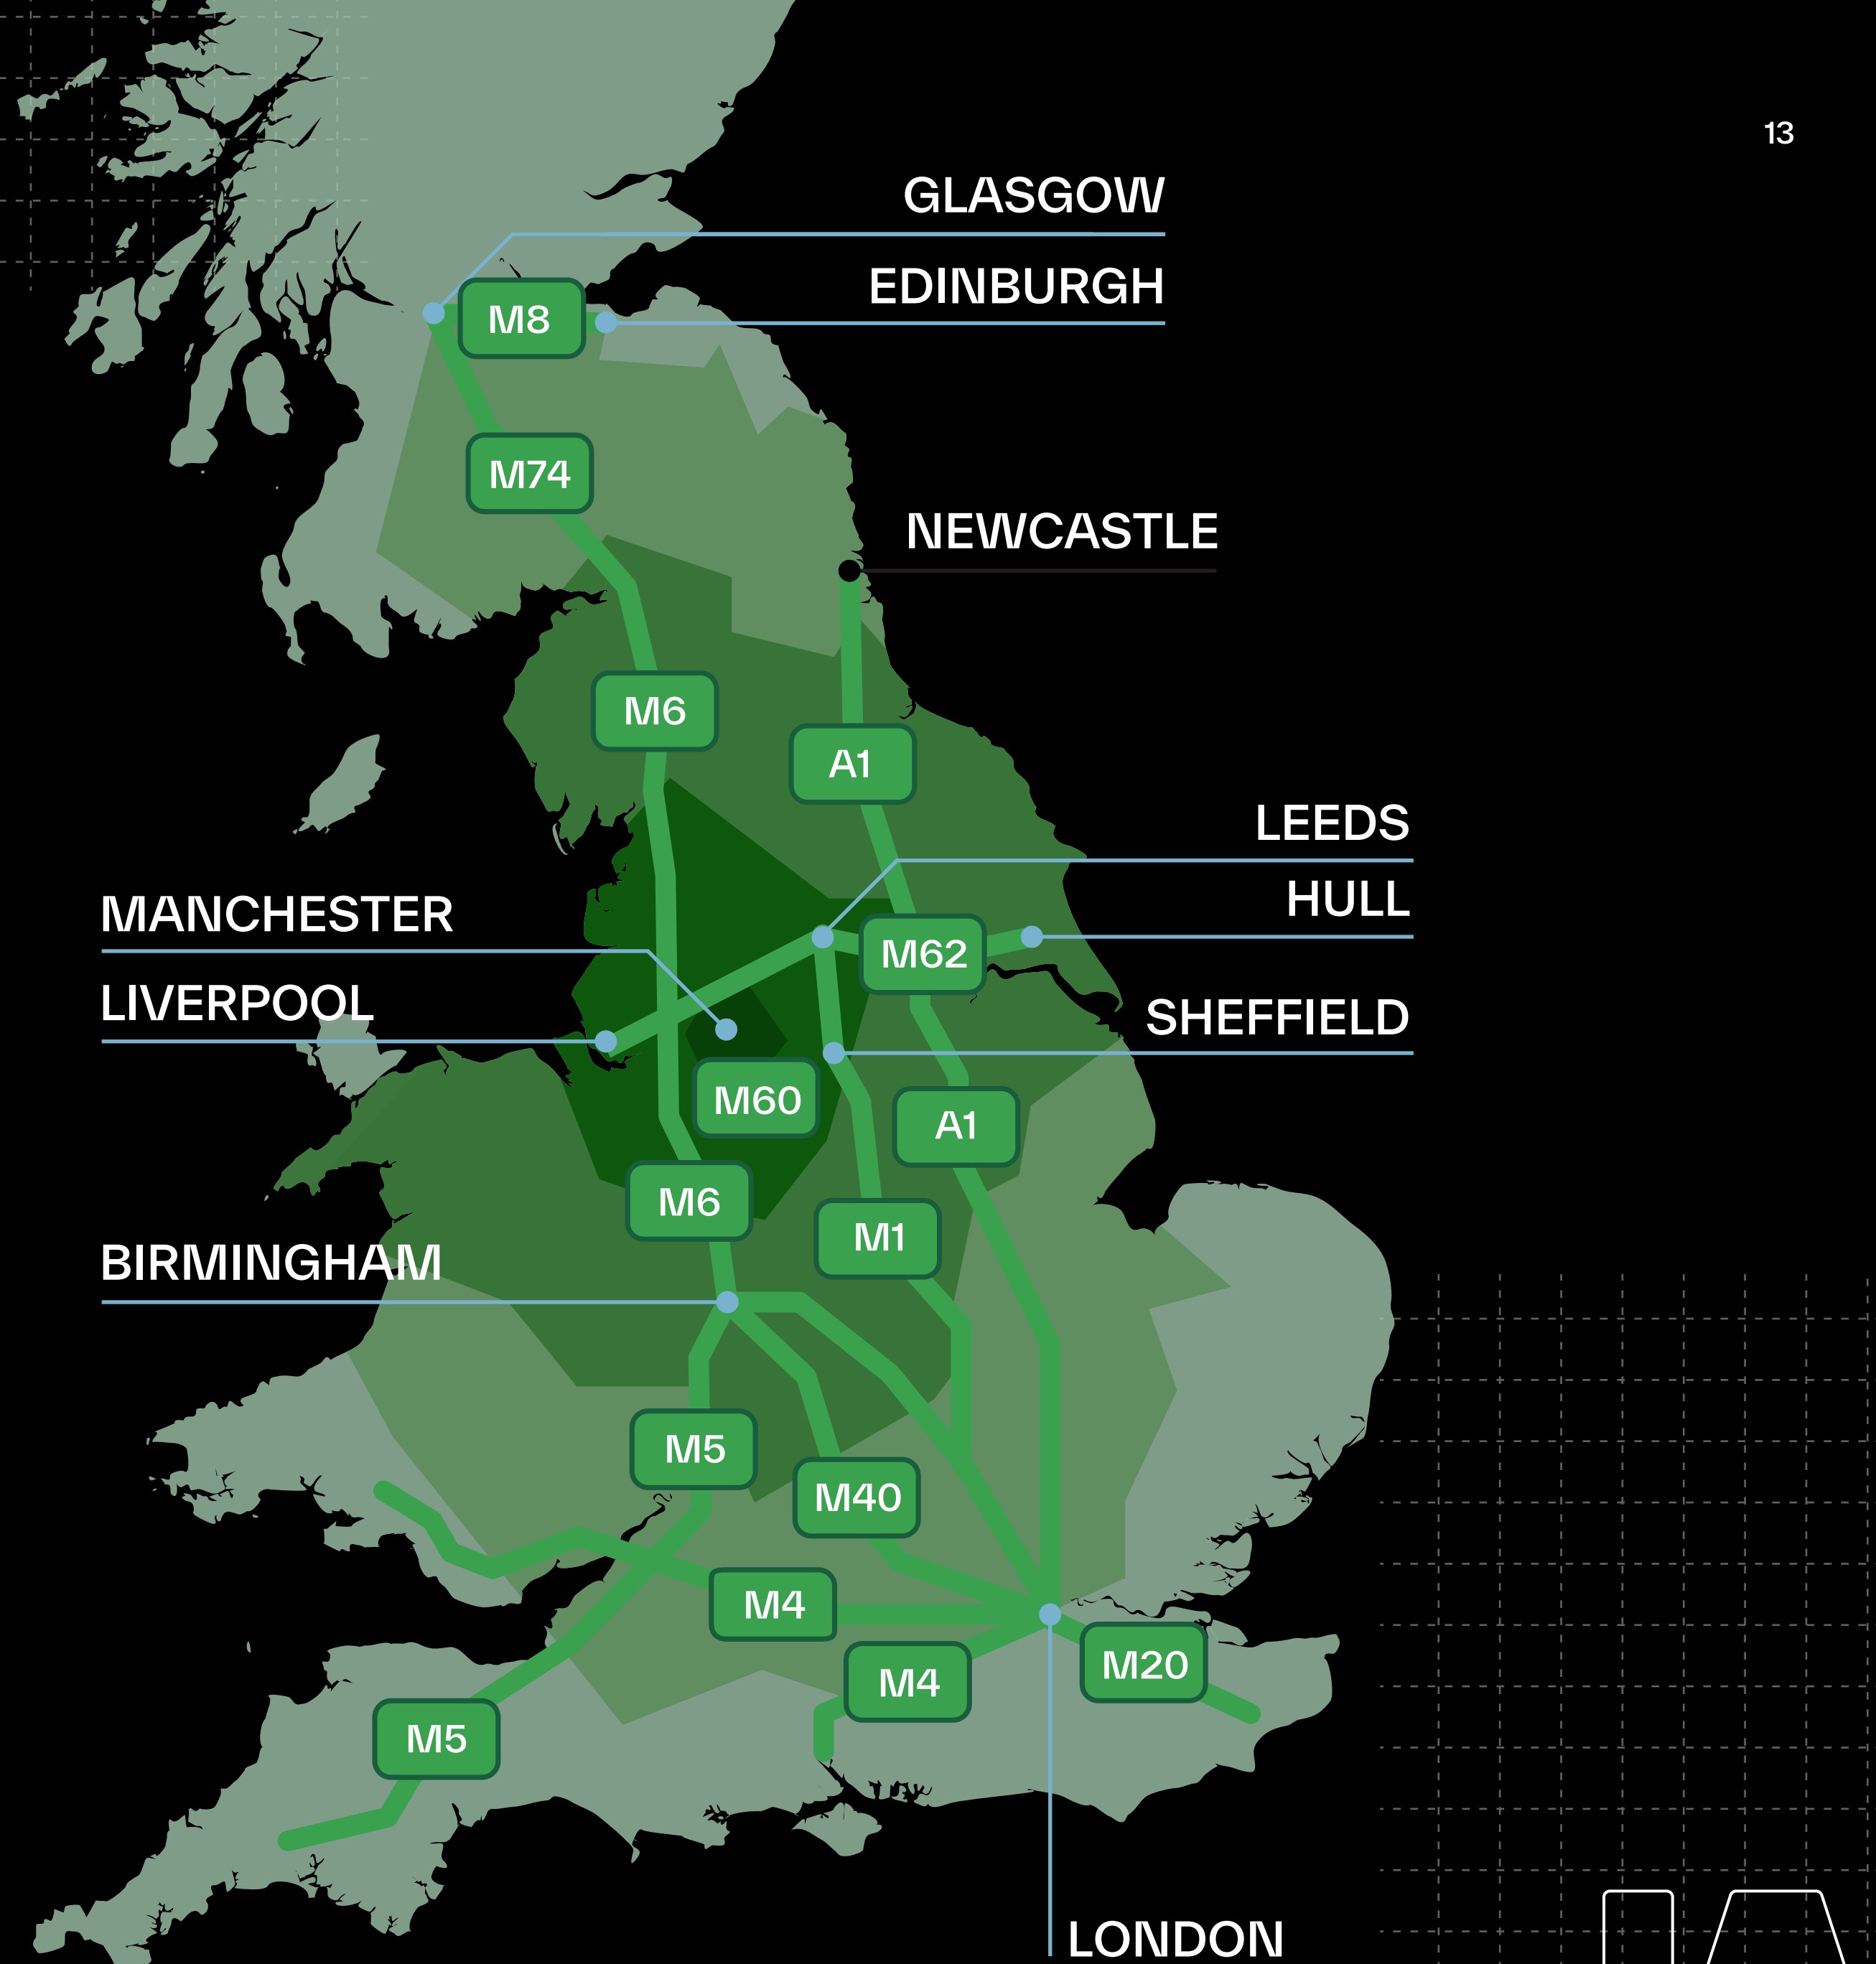 13
GLASGOW
EDINBURGH
M8
M74
NEWCASTLE
M6
A1
LEEDS
HULL
MANCHESTER
M62
LIVERPOOL
SHEFFIELD
M60
A1
M6
M1
BIRMINGHAM
M5
M40
M4
M20
M4
M5
LONDON